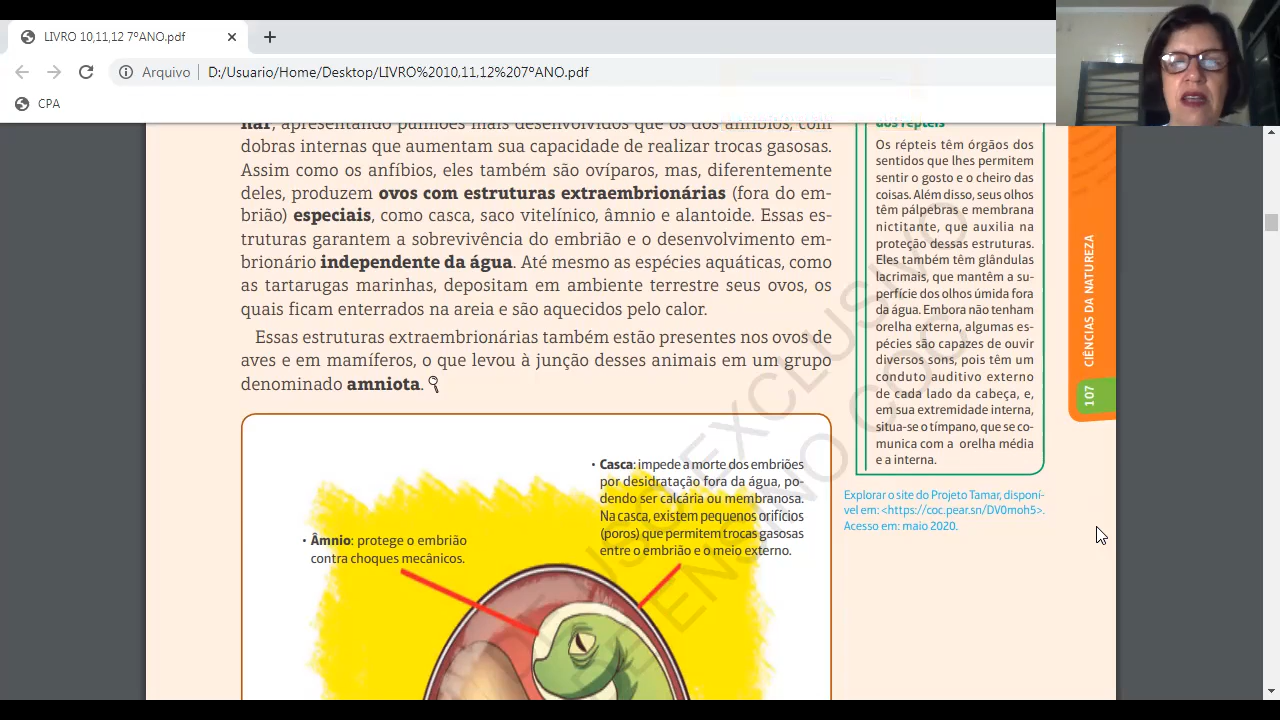 LIVRO 10,11,12 7ºANO.pdf
Arquivo
D:/Usuario/Home/Desktop/LIVRO%2010,11,12%207ºANO.pdf
CPA
nar, apresentando pulmões mais desenvolvidos que os dos anfíbios, com
dobras internas que aumentam sua capacidade de realizar trocas gasosas.
Assim como os anfíbios, eles também são ovíparos, mas, diferentemente
deles, produzem ovos com estruturas extraembrionárias (fora do em-
brião) especiais, como casca, saco vitelínico, âmnio e alantoide. Essas es-
truturas garantem a sobrevivência do embrião e o desenvolvimento em-
brionário independente da água. Até mesmo as espécies aquáticas, como
as tartarugas marinhas, depositam em ambiente terrestre seus ovos, os
quais ficam enterrados na areia e são aquecidos pelo calor.
Essas estruturas extraembrionárias também estão presentes nos ovos de
aves e em mamíferos, o que levou à junção desses animais em um grupo
denominado amniota.
• Casca: impede a morte dos embriões
por desidratação fora da água, po-
dendo ser calcária ou membranosa.
Na casca, existem pequenos orifícios
(poros) que permitem trocas gasosas
entre o embrião e o meio externo.
• Âmnio: protege o embrião
contra choques mecânicos.
dos répteis
Os répteis têm órgãos dos
sentidos que lhes permitem
sentir o gosto e o cheiro das
coisas. Além disso, seus olhos
têm pálpebras e membrana
nictitante, que auxilia na
proteção dessas estruturas.
Eles também têm glândulas
lacrimais, que mantêm a su-
perfície dos olhos úmida fora
da água. Embora não tenham
orelha externa, algumas es-
pécies são capazes de ouvir
diversos sons, pois têm um
conduto auditivo externo
de cada lado da cabeça, e,
em sua extremidade interna,
situa-se o tímpano, que se co-
munica com a orelha média
e a interna.
Explorar o site do Projeto Tamar, disponí-
vel em: <https://coc.pear.sn/DV0moh5>.
Acesso em: maio 2020.
CIÊNCIAS DA NATUREZA
107
DE USO EXCLUSIVO
DE ENSINO COC